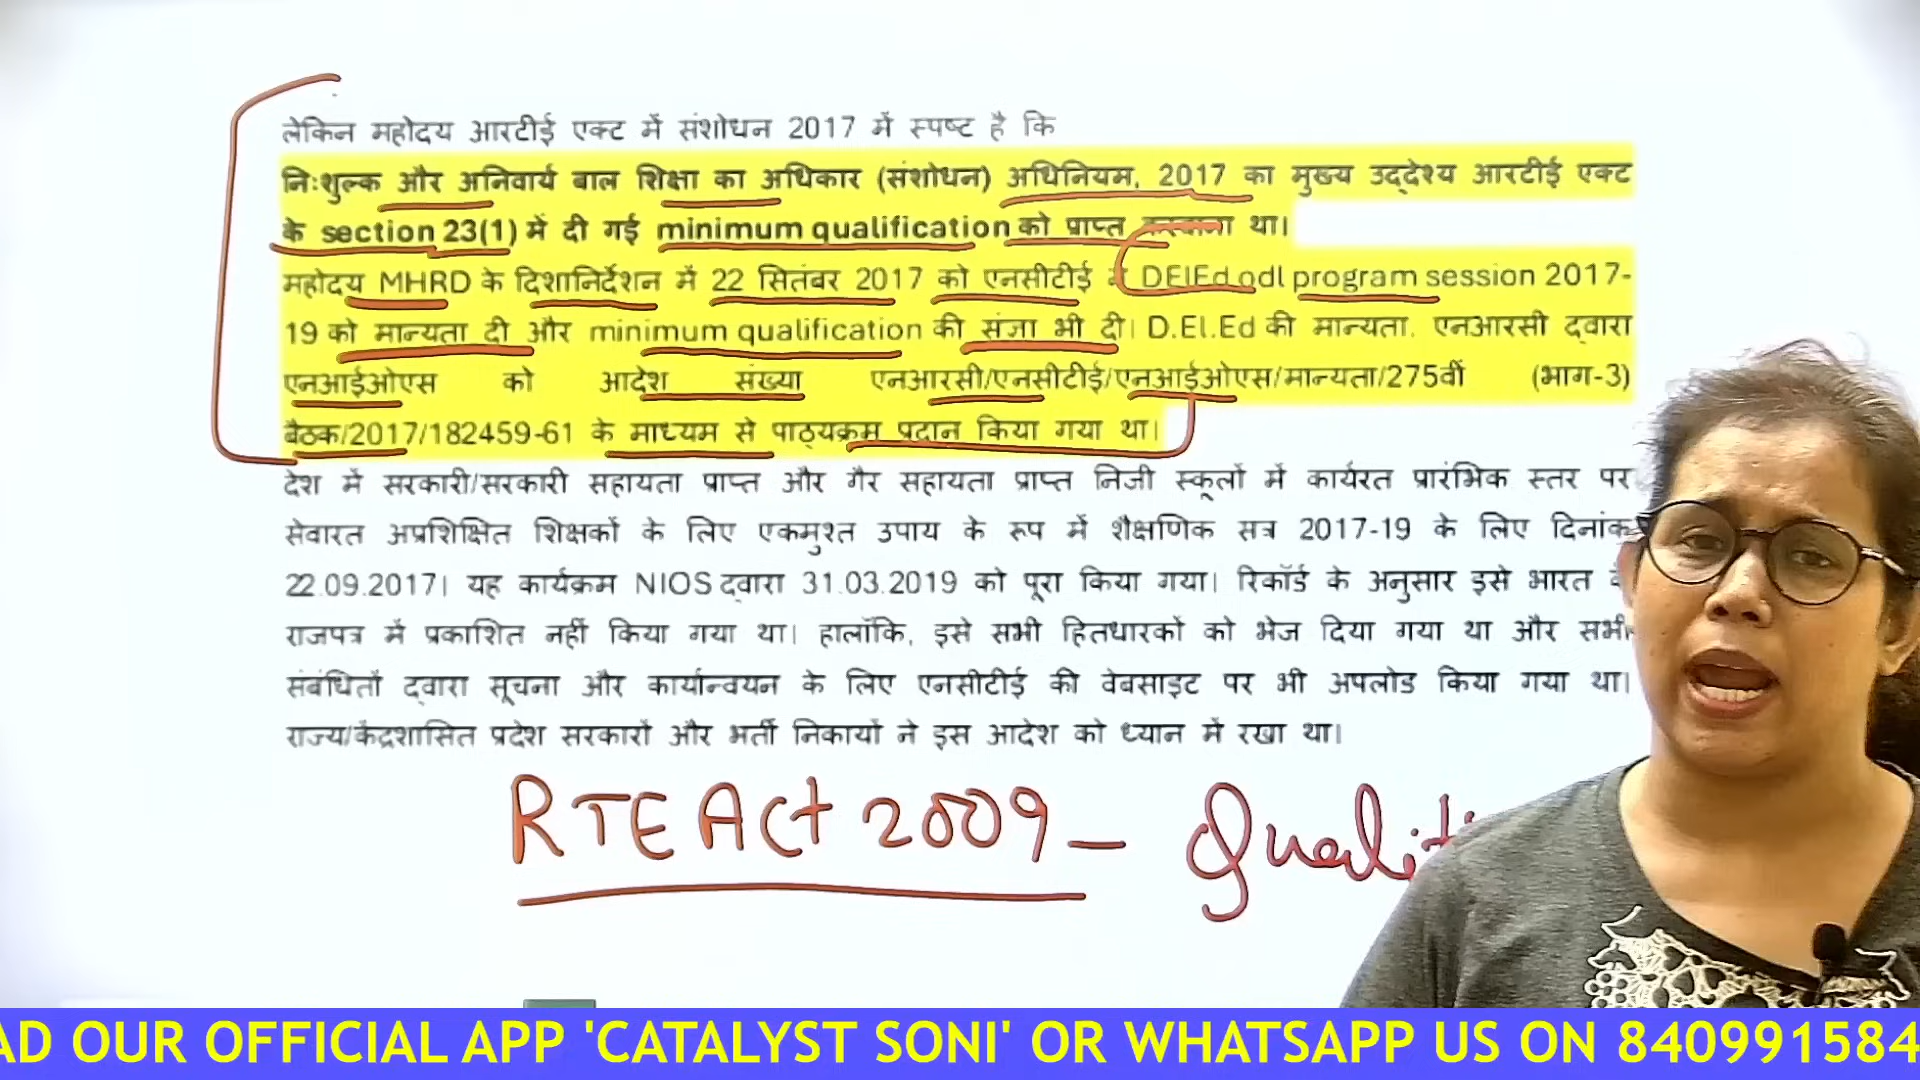 लेकिन महोदय आरटीई एक्ट में संशोधन 2017 में स्पष्ट है कि
निःशुल्क और अनिवार्य बाल शिक्षा का अधिकार (संशोधन) अधिनियम, 2017 का मुख्य उद्देश्य आरटीई एक्ट
के section 23(1) में दी गई minimum qualification को प्राप्त करवाना था।
महोदय MHRD के दिशानिर्देशन में 22 सितंबर 2017 को एनसीटीई DElEd odl program session 2017-
19 को मान्यता दी और minimum qualification की संज्ञा भी दी। D.El.Ed की मान्यता. एनआरसी द्वारा
एनआईओएस को आदेश संख्या एनआरसी/एनसीटीई/एनआईओएस/मान्यता/275वीं (भाग-3)
बैठक/2017/182459-61 के माध्यम से पाठ्यक्रम प्रदान किया गया था।
देश में सरकारी/सरकारी सहायता प्राप्त और गैर सहायता प्राप्त निजी स्कूलों में कार्यरत प्रारंभिक स्तर पर
सेवारत अप्रशिक्षित शिक्षकों के लिए एकमुश्त उपाय के रूप में शैक्षणिक सत्र 2017-19 के लिए दिनांक
22.09.2017। यह कार्यक्रम NIOS द्वारा 31.03.2019 को पूरा किया गया। रिकॉर्ड के अनुसार इसे भारत
राजपत्र में प्रकाशित नहीं किया गया था। हालाँकि, इसे सभी हितधारकों को भेज दिया गया था और सभी
संबंधितों द्वारा सूचना और कार्यान्वयन के लिए एनसीटीई की वेबसाइट पर भी अपलोड किया गया था।
राज्य/केंद्रशासित प्रदेश सरकारों और भर्ती निकायों ने इस आदेश को ध्यान में रखा था।
RTE ACt 2009 – Qualit
AD OUR OFFICIAL APP 'CATALYST SONI' OR WHATSAPP US ON 840991584